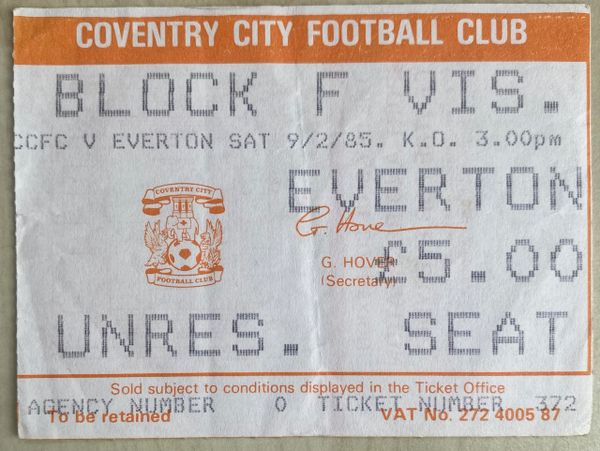 COVENTRY CITY FOOTBALL CLUB
BLOCK F VIS.
CCFC V EVERTON SAT 9/2/85. K.O. 3.00pm
EVERTON
COVENTRY CITY
FOOTBALL CLUB
G. Hover
G. HOVER £5.00
(Secretary)
UNRES. SEAT
Sold subject to conditions displayed in the Ticket Office
AGENCY NUMBER 0 TICKET NUMBER 372
To be retained VAT No. 272 4005 87